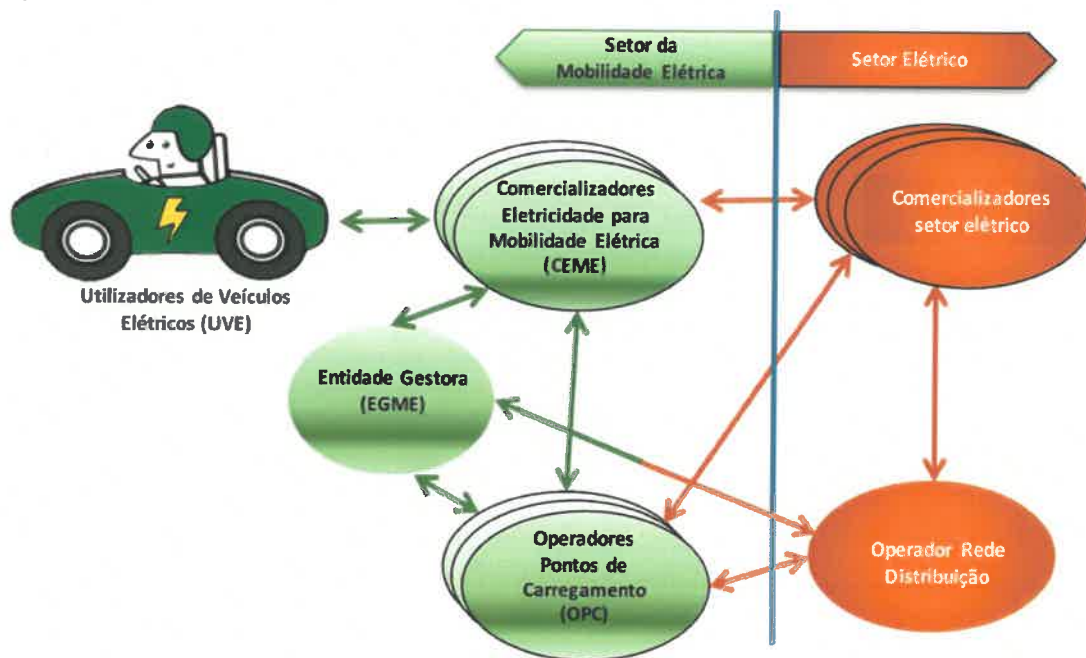 Setor da
Mobilidade Elétrica
Setor Elétrico
Comercializadores
Eletricidade para
Mobilidade Elétrica
(CEME)
Comercializadores
setor elétrico
Utilizadores de Veículos
Elétricos (UVE)
Entidade Gestora
(EGME)
Operadores
Pontos de
Carregamento
(OPC)
Operador Rede
Distribuição